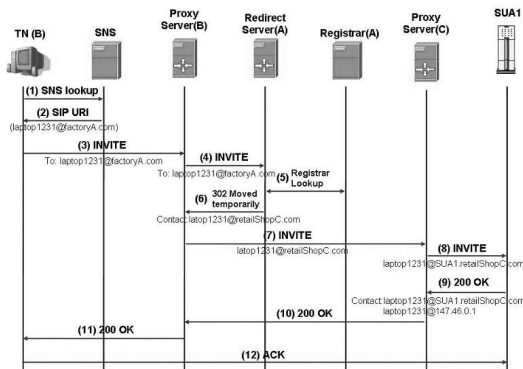 TN (B)
SNS
Proxy
Server(B)
Redirect
Server(A)
Registrar(A)
Proxy
Server(C)
SUA1
(1) SNS lookup
(2) SIP URI
(laptop1231@factoryA.com)
(3) INVITE
To: laptop1231@factoryA.com
(4) INVITE
To: laptop1231@factoryA.com
(5) Registrar
Lookup
(6) 302 Moved
temporarily
Contact:latop1231@retailShopC.com
(7) INVITE
latop1231@retailShopC.com
(8) INVITE
laptop1231@SUA1.retailShopC.com
(9) 200 OK
Contact:laptop1231@SUA1.retailShopC.com
laptop1231@147.46.0.1
(10) 200 OK
(11) 200 OK
(12) ACK